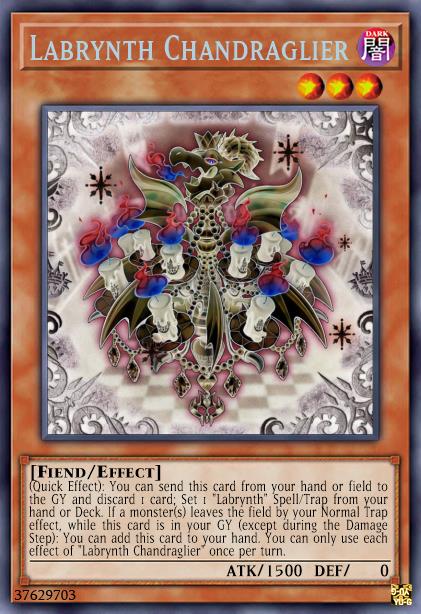 Labrynth Chandraglier
DARK
闇
[Fiend/Effect]
(Quick Effect): You can send this card from your hand or field to
the GY and discard 1 card; Set 1 "Labrynth" Spell/Trap from your
hand or Deck. If a monster(s) leaves the field by your Normal Trap
effect, while this card is in your GY (except during the Damage
Step): You can add this card to your hand. You can only use each
effect of "Labrynth Chandraglier" once per turn.
ATK/1500 DEF/ 0
37629703